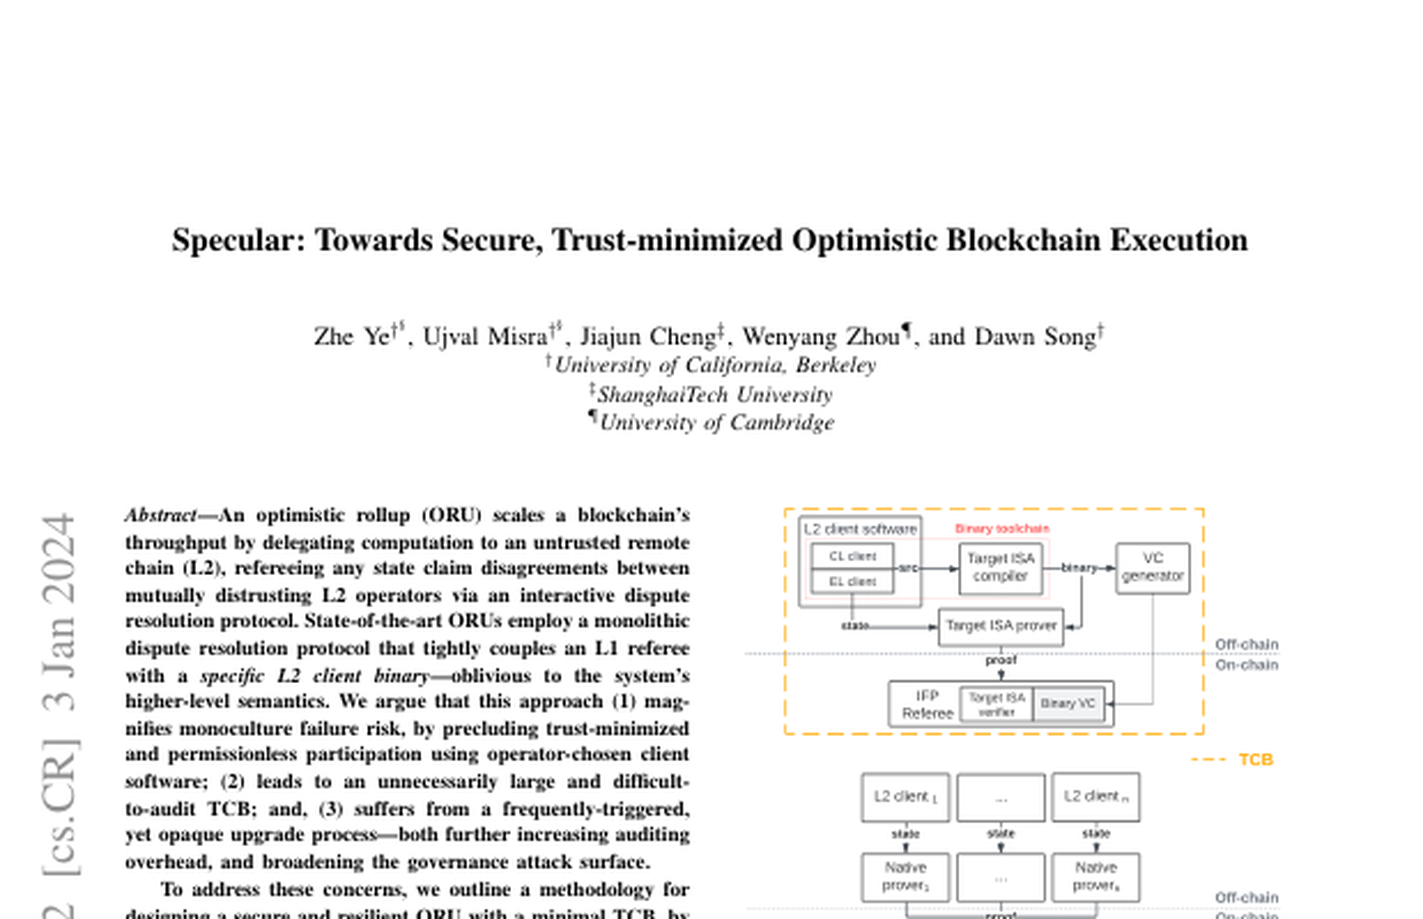 Specular: Towards Secure, Trust-minimized Optimistic Blockchain Execution
Zhe Ye†§, Ujval Misra†§, Jiajun Cheng‡, Wenyang Zhou¶, and Dawn Song†
†University of California, Berkeley
‡ShanghaiTech University
¶University of Cambridge
2 [cs.CR] 3 Jan 2024
Abstract—An optimistic rollup (ORU) scales a blockchain's
throughput by delegating computation to an untrusted remote
chain (L2), refereeing any state claim disagreements between
mutually distrusting L2 operators via an interactive dispute
resolution protocol. State-of-the-art ORUs employ a monolithic
dispute resolution protocol that tightly couples an L1 referee
with a specific L2 client binary—oblivious to the system's
higher-level semantics. We argue that this approach (1) mag-
nifies monoculture failure risk, by precluding trust-minimized
and permissionless participation using operator-chosen client
software; (2) leads to an unnecessarily large and difficult-
to-audit TCB; and, (3) suffers from a frequently-triggered,
yet opaque upgrade process—both further increasing auditing
overhead, and broadening the governance attack surface.
To address these concerns, we outline a methodology for
designing a secure and resilient ORU with a minimal TCB, by
L2 client software
Binary toolchain
CL client
EL client
src
Target ISA
compiler
binary
VC
generator
state
Target ISA prover
Off-chain
proof
On-chain
IFP
Referee
Target ISA
verifier
Binary VC
TCB
L2 client 1
...
L2 client n
state
state
state
Native
prover1
...
Native
provern
Off-chain
proof
On-chain